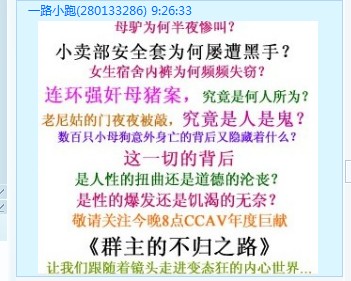 一路小跑(280133286) 9:26:33
母驴为何半夜惨叫？
小卖部安全套为何屡遭黑手？
女生宿舍内裤为何频频失窃？
连环强奸母猪案，究竟是何人所为？
老尼姑的门夜夜被敲，究竟是人是鬼？
数百只小母狗意外身亡的背后又隐藏着什么？
这一切的背后
是人性的扭曲还是道德的沦丧？
是性的爆发还是饥渴的无奈？
敬请关注今晚8点CCAV年度巨献
《群主的不归之路》
让我们跟随着镜头走进变态狂的内心世界...